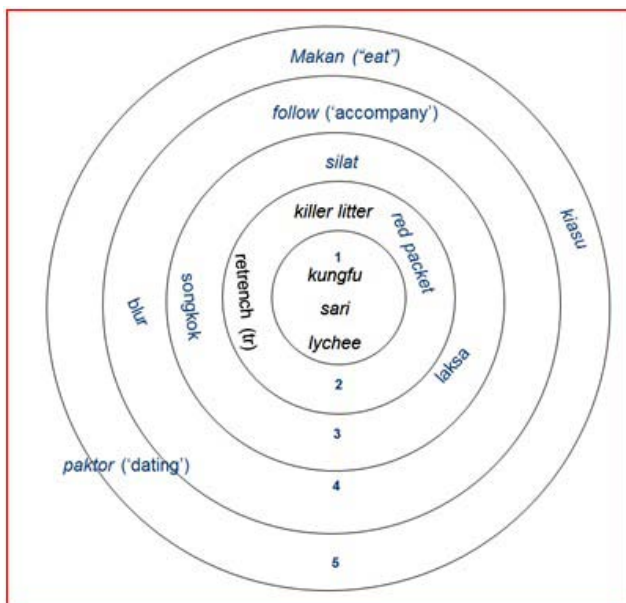 Makan (“eat”)
follow (‘accompany’)
silat
killer litter
red packet
kiasu
1
kungfu
sari
lychee
retrench (tr)
songkok
blur
laksa
2
3
paktor (‘dating’)
4
5